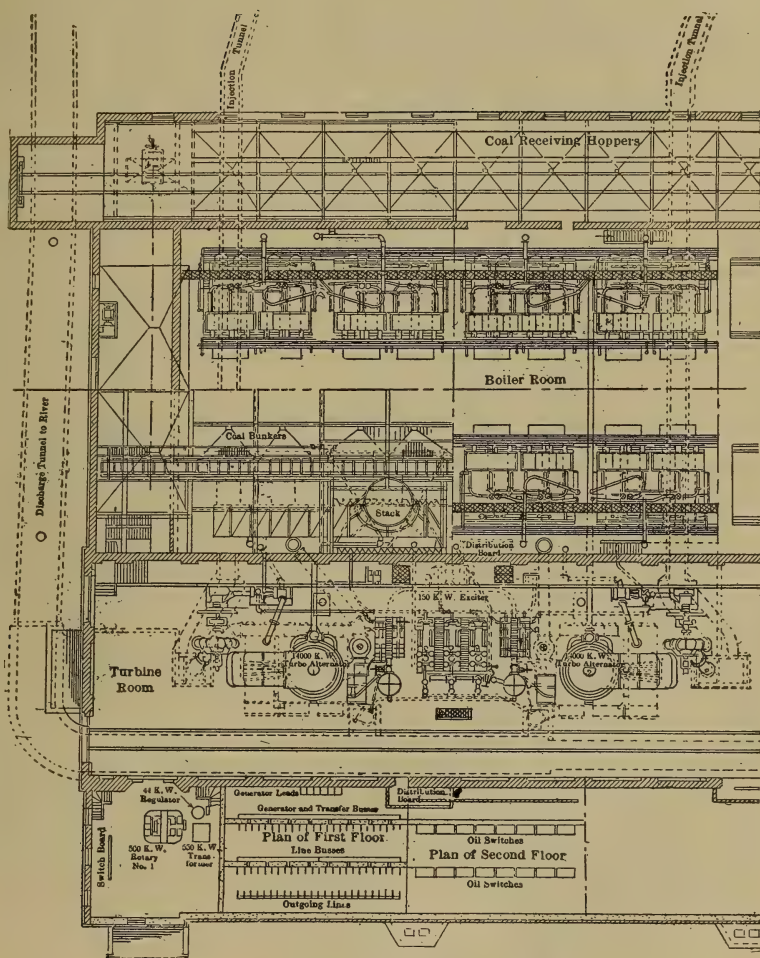 Injection Tunnel
Injection Tunnel
Coal Receiving Hoppers
Boiler Room
Discharge Tunnel to River
Coal Bunkers
Stack
Distribution
Board
150 K. W. Exciter
14000 K. W.
Turbo Alternator
K. W.
Turbo Alternator
Turbine
Room
44 K. W.
Regulator
Generator Leads
Distribution
Board
Generator and Transfer Busses
Oil Switches
Switch Board
500 K. W.
Rotary
No. 1
550 K. W.
Trans
former
Plan of First Floor
Line Busses
Plan of Second Floor
Oil Switches
Outgoing Lines